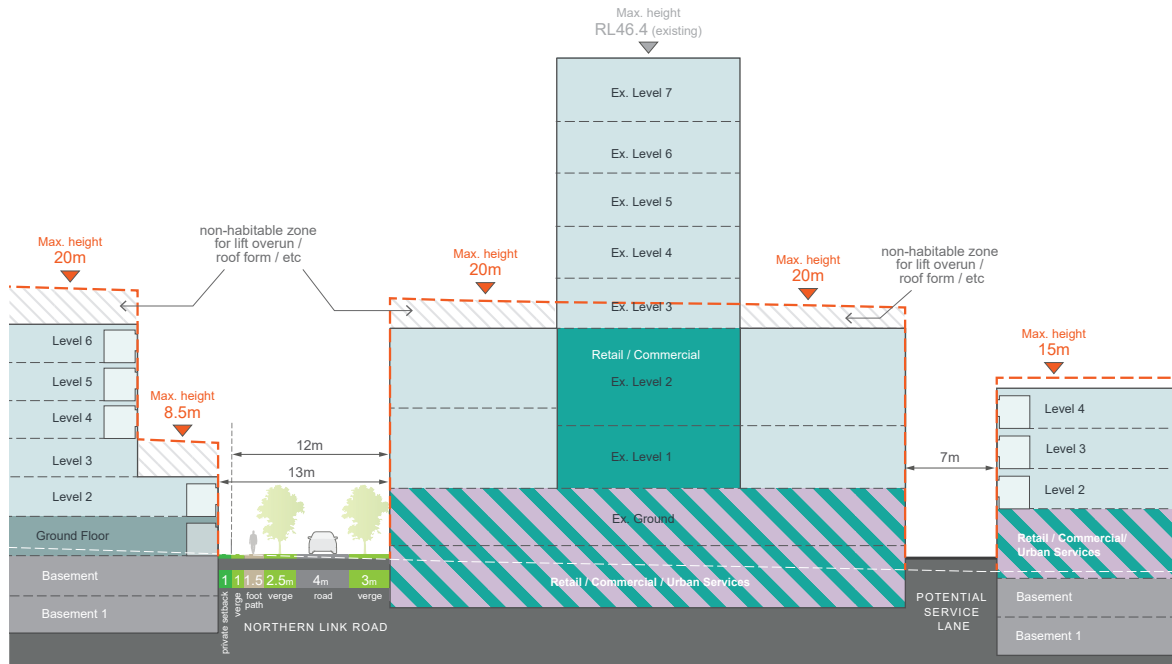 Max. height
RL46.4 (existing)
Ex. Level 7
Ex. Level 6
Ex. Level 5
Ex. Level 4
Ex. Level 3
non-habitable zone
for lift overun /
roof form / etc
Max. height
20m
Max. height
20m
Max. height
20m
non-habitable zone
for lift overun /
roof form / etc
Level 6
Level 5
Level 4
Level 3
Level 2
Ground Floor
Basement
Basement 1
Max. height
8.5m
12m
13m
Retail / Commercial
Ex. Level 2
Ex. Level 1
Ex. Ground
Retail / Commercial / Urban Services
7m
Max. height
15m
Level 4
Level 3
Level 2
Retail / Commercial/
Urban Services
Basement
Basement 1
1 1 1.5 2.5m 4m 3m
private setback
verge
foot
path
verge
road
verge
NORTHERN LINK ROAD
POTENTIAL
SERVICE
LANE